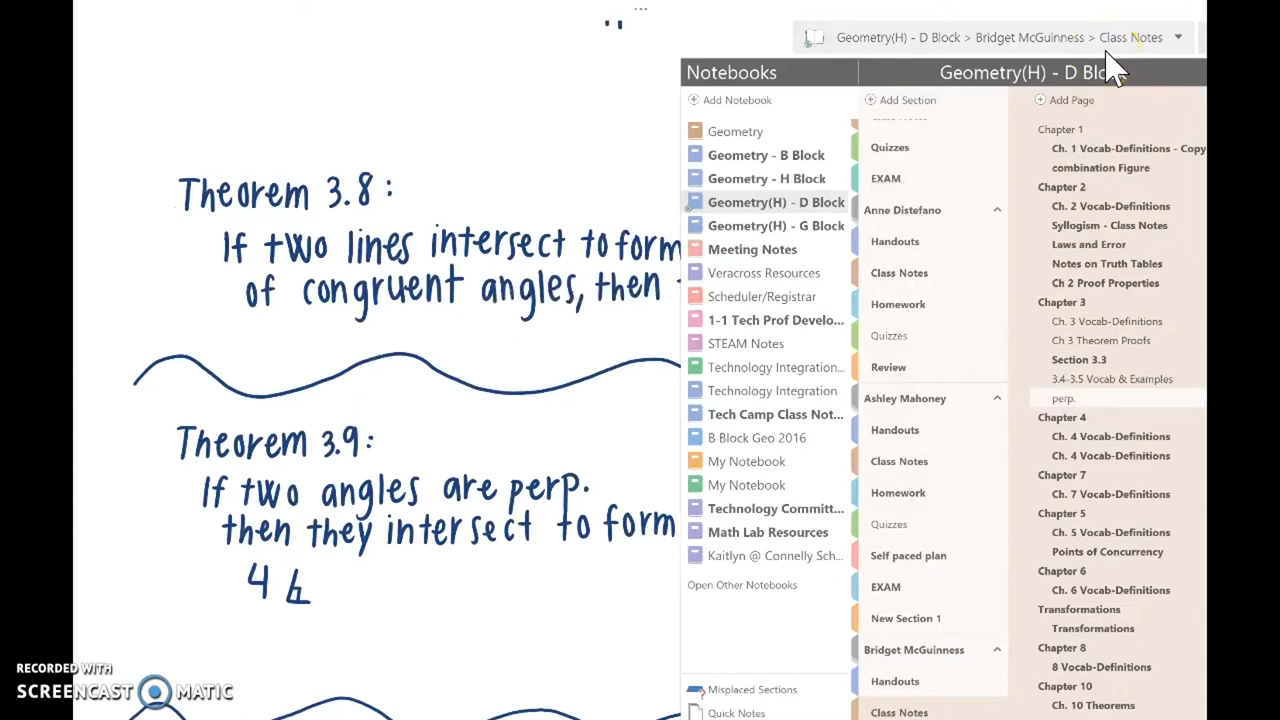 Geometry(H) - D Block > Bridget McGuinness > Class Notes
Theorem 3.8:
If two lines intersect to form
of congruent angles, then
Theorem 3.9:
If two angles are perp.
then they intersect to form
4 ⊾
Notebooks
Add Notebook
Geometry
Geometry - B Block
Geometry - H Block
Geometry(H) - D Block
Geometry(H) - G Block
Meeting Notes
Veracross Resources
Scheduler/Registrar
1-1 Tech Prof Develo...
STEAM Notes
Technology Integration...
Technology Integration
Tech Camp Class Not...
B Block Geo 2016
My Notebook
My Notebook
Technology Committ...
Math Lab Resources
Kaitlyn @ Connelly Sch...
Open Other Notebooks
Misplaced Sections
Quick Notes
Geometry(H) - D Bloc
Add Section
Quizzes
EXAM
Anne Distefano
Handouts
Class Notes
Homework
Quizzes
Review
Ashley Mahoney
Handouts
Class Notes
Homework
Quizzes
Self paced plan
EXAM
New Section 1
Bridget McGuinness
Handouts
Class Notes
Add Page
Chapter 1
Ch. 1 Vocab-Definitions - Copy
combination Figure
Chapter 2
Ch. 2 Vocab-Definitions
Syllogism - Class Notes
Laws and Error
Notes on Truth Tables
Ch 2 Proof Properties
Chapter 3
Ch. 3 Vocab-Definitions
Ch 3 Theorem Proofs
Section 3.3
3.4-3.5 Vocab & Examples
perp.
Chapter 4
Ch. 4 Vocab-Definitions
Ch. 4 Vocab-Definitions
Chapter 7
Ch. 7 Vocab-Definitions
Chapter 5
Ch. 5 Vocab-Definitions
Points of Concurrency
Chapter 6
Ch. 6 Vocab-Definitions
Transformations
Transformations
Chapter 8
8 Vocab-Definitions
Chapter 10
Ch. 10 Theorems
RECORDED WITH
SCREENCAST MATIC